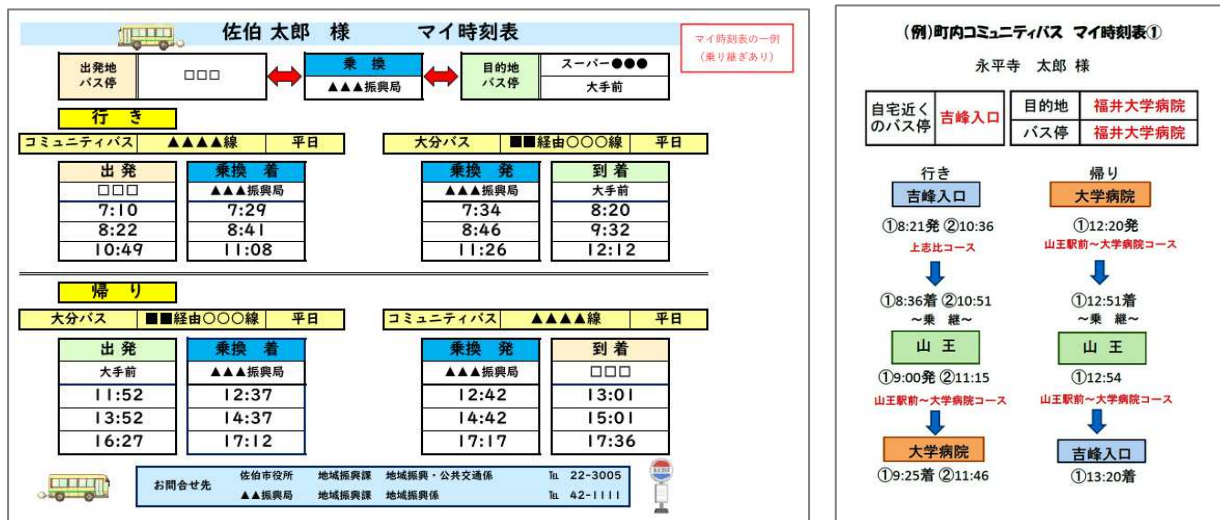 佐伯 太郎 様 マイ時刻表
マイ時刻表の一例
（乗り継ぎあり）
出発地
バス停
□□□
乗 換
▲▲▲振興局
目的地
バス停
スーパー●●●
大手前
行 き
コミュニティバス ▲▲▲▲線 平日
大分バス ■■経由○○○線 平日
出 発 乗換 着 乗換 発 到 着
□□□ ▲▲▲振興局 ▲▲▲振興局 大手前
7:10 7:29 7:34 8:20
8:22 8:41 8:46 9:32
10:49 11:08 11:26 12:12
帰 り
大分バス ■■経由○○○線 平日
コミュニティバス ▲▲▲▲線 平日
出 発 乗換 着 乗換 発 到 着
大手前 ▲▲▲振興局 ▲▲▲振興局 □□□
11:52 12:37 12:42 13:01
13:52 14:37 14:42 15:01
16:27 17:12 17:17 17:36
お問合せ先
佐伯市役所 地域振興課 地域振興・公共交通係 ℡ 22-3005
▲▲振興局 地域振興課 地域振興係 ℡ 42-1111
(例)町内コミュニティバス マイ時刻表①
永平寺 太郎 様
自宅近く
のバス停
吉峰入口
目的地 福井大学病院
バス停 福井大学病院
行き
吉峰入口
①8:21発 ②10:36
上志比コース
①8:36着 ②10:51
～乗 継～
山 王
①9:00発 ②11:15
山王駅前～大学病院コース
大学病院
①9:25着 ②11:46
帰り
大学病院
①12:20発
山王駅前～大学病院コース
①12:51着
～乗 継～
山 王
①12:54
山王駅前～大学病院コース
吉峰入口
①13:20着